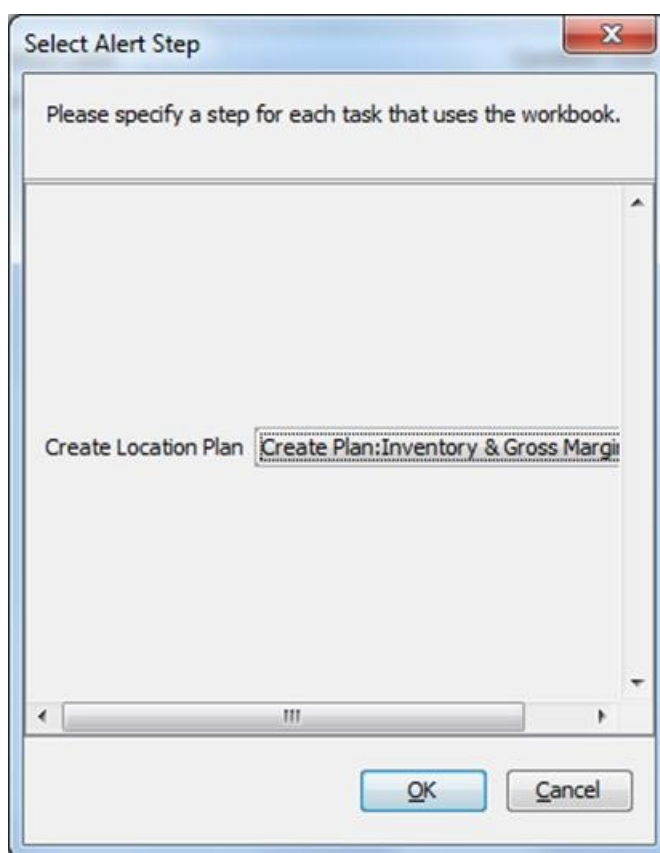 Select Alert Step
Please specify a step for each task that uses the workbook.
Create Location Plan Create Plan:Inventory & Gross Margi
OK Cancel